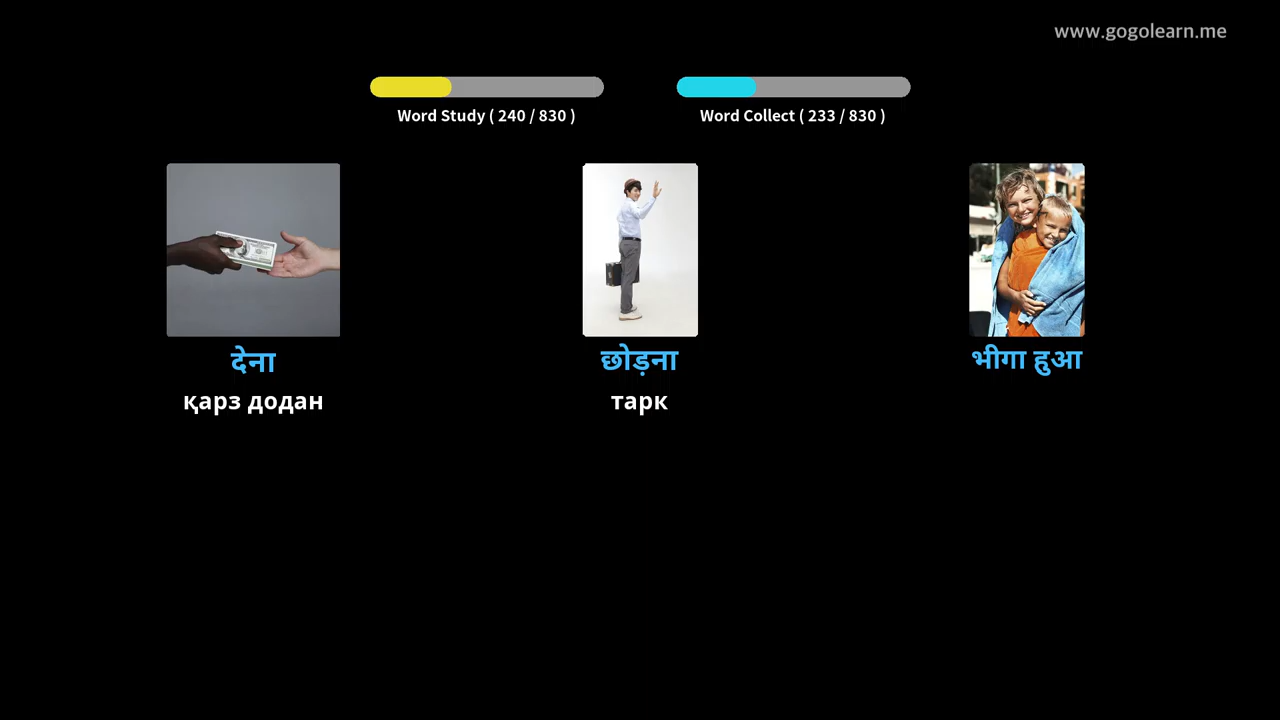 www.gogolearn.me
Word Study ( 240 / 830 )
Word Collect ( 233 / 830 )
देना
छोड़ना
भीगा हुआ
қарз додан
тарк